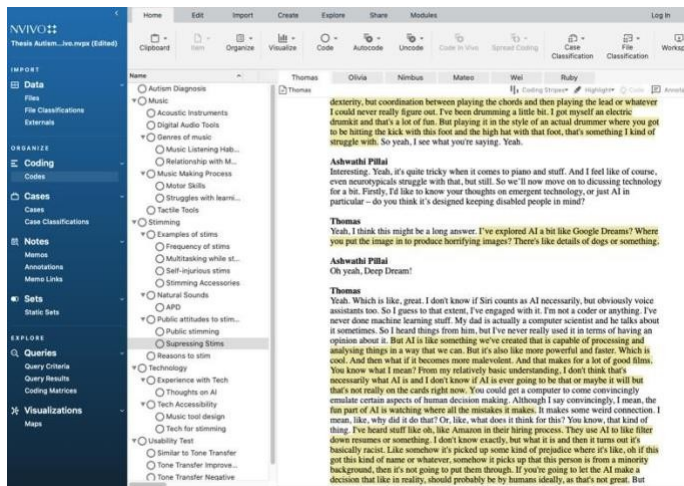 NVIVO
Thesis Autism...ivo.nvpx (Edited)
IMPORT
Data
Files
File Classifications
Externals
ORGANIZE
Coding
Codes
Cases
Cases
Case Classifications
Notes
Memos
Annotations
Memo Links
Sets
Static Sets
EXPLORE
Queries
Query Criteria
Query Results
Coding Matrices
Visualizations
Maps
Home Edit Import Create Explore Share Modules Log In
Clipboard Item Organize Visualize Code Autocode Uncode Code In Vivo Spread Coding Case Classification File Classification Worksp
Name
Autism Diagnosis
Music
Acoustic Instruments
Digital Audio Tools
Genres of music
Music Listening Hab...
Relationship with M...
Music Making Process
Motor Skills
Struggles with learni...
Tactile Tools
Stimming
Examples of stims
Frequency of stims
Multitasking while st...
Self-injurious stims
Stimming Accessories
Natural Sounds
APD
Public attitudes to stim...
Public stimming
Supressing Stims
Reasons to stim
Technology
Experience with Tech
Thoughts on AI
Tech Accessibility
Music tool design
Tech for stimming
Usability Test
Similar to Tone Transfer
Tone Transfer Improve...
Tone Transfer Negative
Thomas Olivia Nimbus Mateo Wei Ruby
Thomas Coding Stripes Highlight Code Annota
dexterity, but coordination between playing the chords and then playing the lead or whatever
I could never really figure out. I've been drumming a little bit. I got myself an electric
drumkit and that's a lot of fun. But playing it in the style of an actual drummer where you got
to be hitting the kick with this foot and the high hat with that foot, that's something I kind of
struggle with. So yeah, I see what you're saying. Yeah.
Ashwathi Pillai
Interesting. Yeah, it's quite tricky when it comes to piano and stuff. And I feel like of course,
even neurotypicals struggle with that, but still. So we'll now move on to dicussing technology
for a bit. Firstly, I'd like to know your thoughts on emergent technology, or just AI in
particular – do you think it's designed keeping disabled people in mind?
Thomas
Yeah, I think this might be a long answer. I've explored AI a bit like Google Dreams? Where
you put the image in to produce horrifying images? There's like details of dogs or something.
Ashwathi Pillai
Oh yeah, Deep Dream!
Thomas
Yeah. Which is like, great. I don't know if Siri counts as AI necessarily, but obviously voice
assistants too. So I guess to that extent, I've engaged with it. I'm not a coder or anything. I've
never done machine learning stuff. My dad is actually a computer scientist and he talks about
it sometimes. So I heard things from him, but I've never really used it in terms of having an
opinion about it. But AI is like something we've created that is capable of processing and
analysing things in a way that we can. But it's also like more powerful and faster. Which is
cool. And then what if it becomes more malevolent. And that makes for a lot of good films.
You know what I mean? From my relatively basic understanding, I don't think that's
necessarily what AI is and I don't know if AI is ever going to be that or maybe it will but
that's not really on the cards right now. You could get a computer to come convincingly
emulate certain aspects of human decision making. Although I say convincingly, I mean, the
fun part of AI is watching where all the mistakes it makes. It makes some weird connection. I
mean, like, why did it do that? Or, like, what does it think for this? You know, that kind of
thing. I've heard stuff like oh, like Amazon in their hiring process. They use AI to like filter
down resumes or something. I don't know exactly, but what it is and then it turns out it's
basically racist. Like somehow it's picked up some kind of prejudice where it's like, oh if this
got this kind of name or whatever, somehow it picks up that this person is from a minority
background, then it's not going to put them through. If you're going to let the AI make a
decision that like in reality, should probably be by humans ideally, as that's not great. But